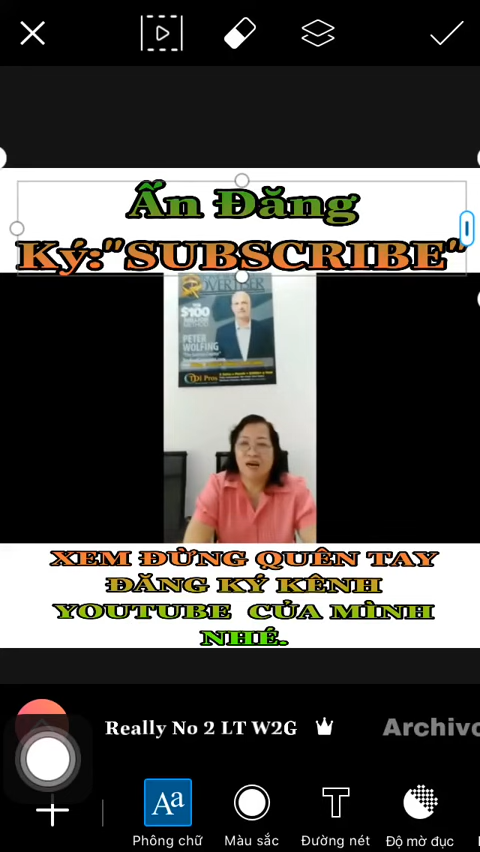 Ấn Đăng
Ký:"SUBSCRIBE"
$100
PETER
WOLFING
XEM ĐỪNG QUÊN TAY
ĐĂNG KÝ KÊNH
YOUTUBE CỦA MÌNH
NHÉ.
Really No 2 LT W2G
Archivo
Aa
T
Phông chữ
Màu sắc
Đường nét
Độ mờ đục